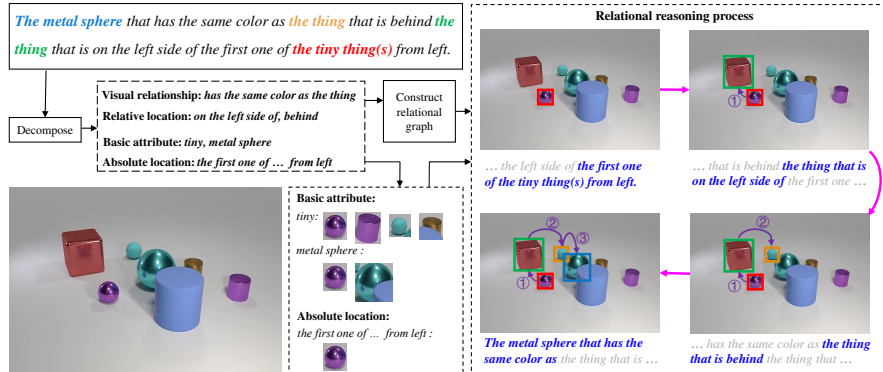 The metal sphere that has the same color as the thing that is behind the
thing that is on the left side of the first one of the tiny thing(s) from left.
Decompose
Visual relationship: has the same color as the thing
Relative location: on the left side of, behind
Basic attribute: tiny, metal sphere
Absolute location: the first one of ... from left
Construct
relational
graph
Basic attribute:
tiny:
metal sphere :
Absolute location:
the first one of ... from left :
Relational reasoning process
①
... the left side of the first one
of the tiny thing(s) from left.
... that is behind the thing that is
on the left side of the first one ...
②
③
①
②
①
The metal sphere that has the
same color as the thing that is ...
... has the same color as the thing
that is behind the thing that ...